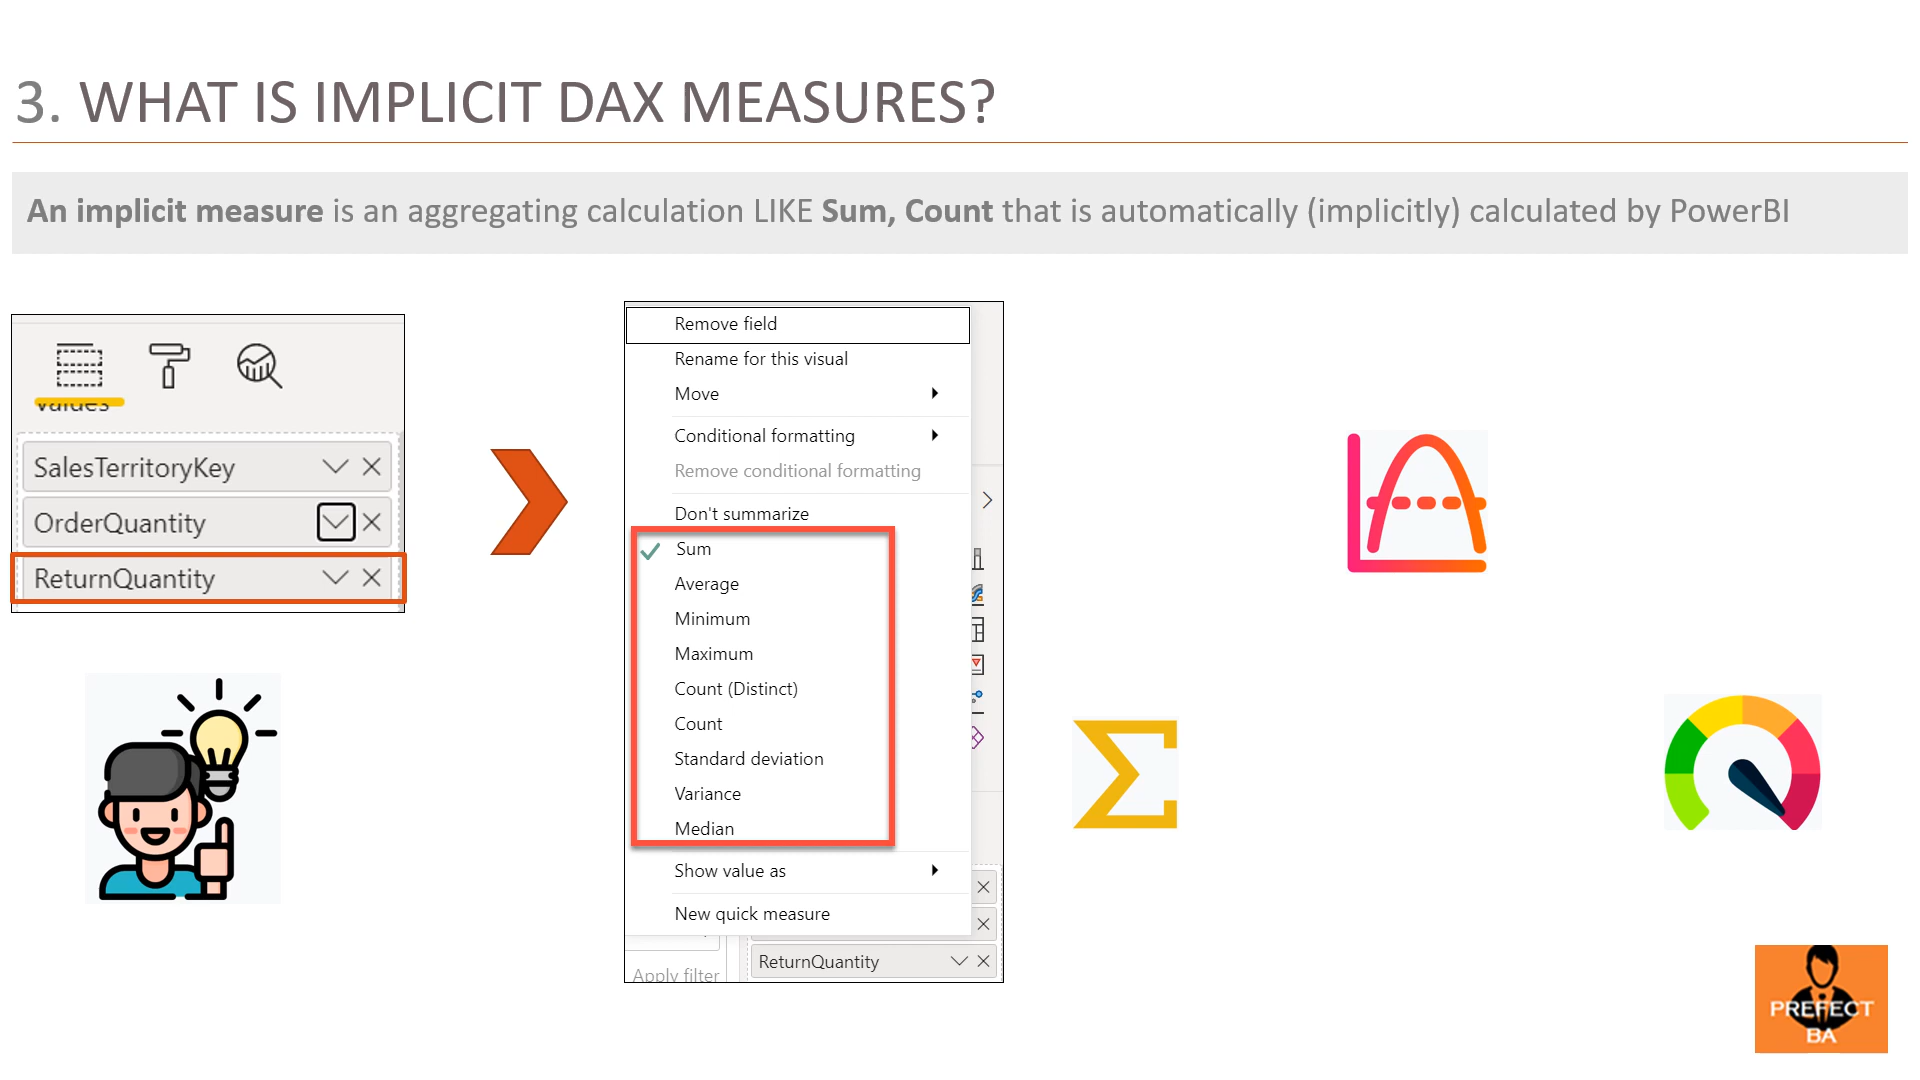 3. WHAT IS IMPLICIT DAX MEASURES?
An implicit measure is an aggregating calculation LIKE Sum, Count that is automatically (implicitly) calculated by PowerBI
Values
SalesTerritoryKey
OrderQuantity
ReturnQuantity
Remove field
Rename for this visual
Move
Conditional formatting
Remove conditional formatting
Don't summarize
Sum
Average
Minimum
Maximum
Count (Distinct)
Count
Standard deviation
Variance
Median
Show value as
New quick measure
Apply filter
ReturnQuantity
PREFECT
BA